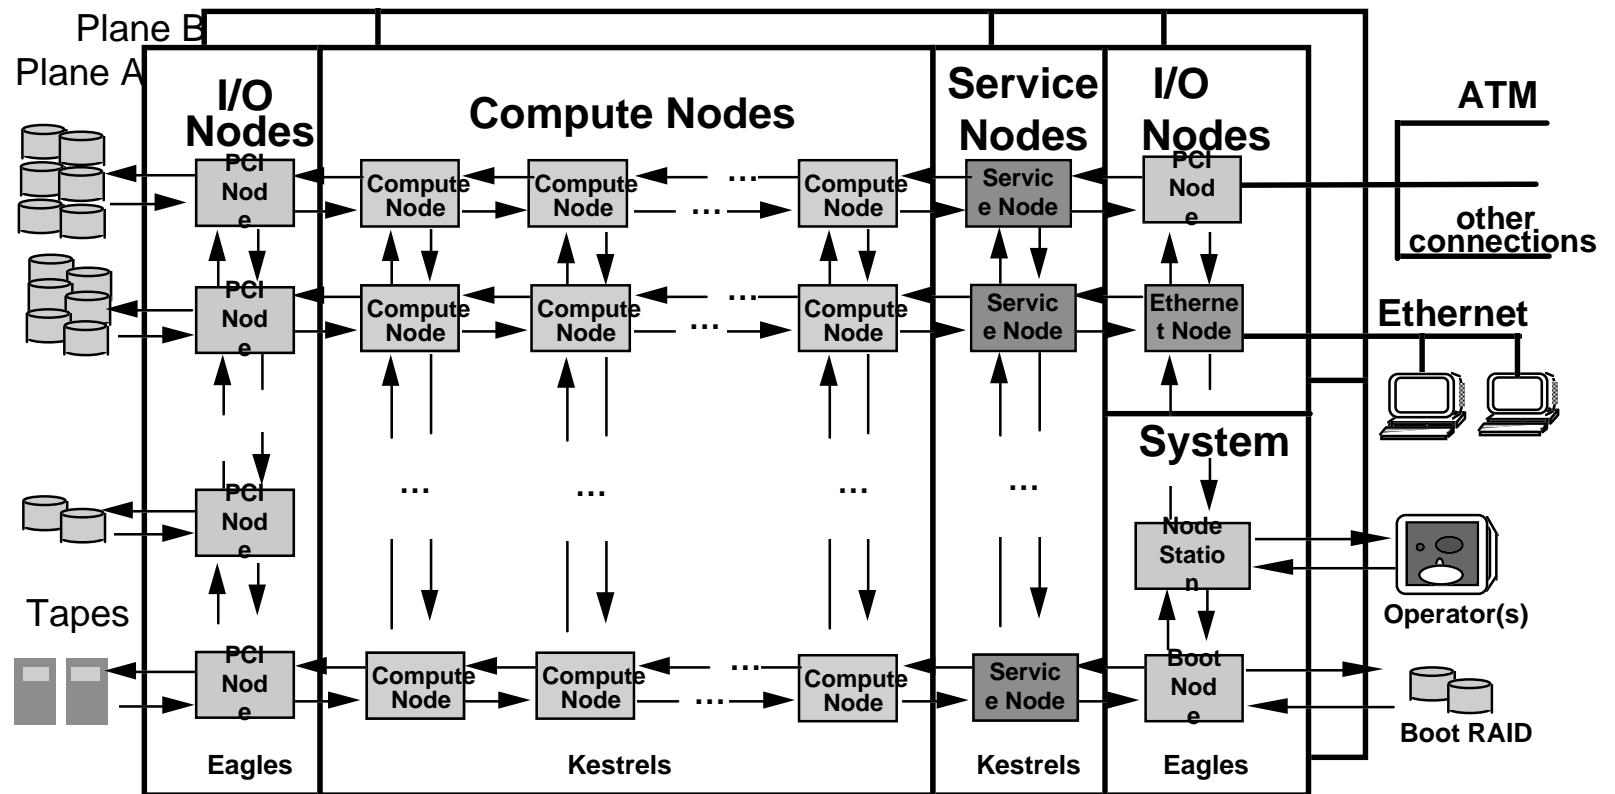 Plane B
Plane A
I/O
Nodes
Compute Nodes
Service
Nodes
I/O
Nodes
ATM
PCI
Nod
e
Compute
Node
Compute
Node
...
...
Compute
Node
Servic
e Node
PCI
Nod
e
other
connections
PCI
Nod
e
Compute
Node
Compute
Node
...
...
Compute
Node
Servic
e Node
Etherne
t Node
Ethernet
System
PCI
Nod
e
...
...
...
...
Node
Statio
n
Operator(s)
Tapes
PCI
Nod
e
Compute
Node
Compute
Node
...
...
Compute
Node
Servic
e Node
Boot
Nod
e
Boot RAID
Eagles
Kestrels
Kestrels
Eagles